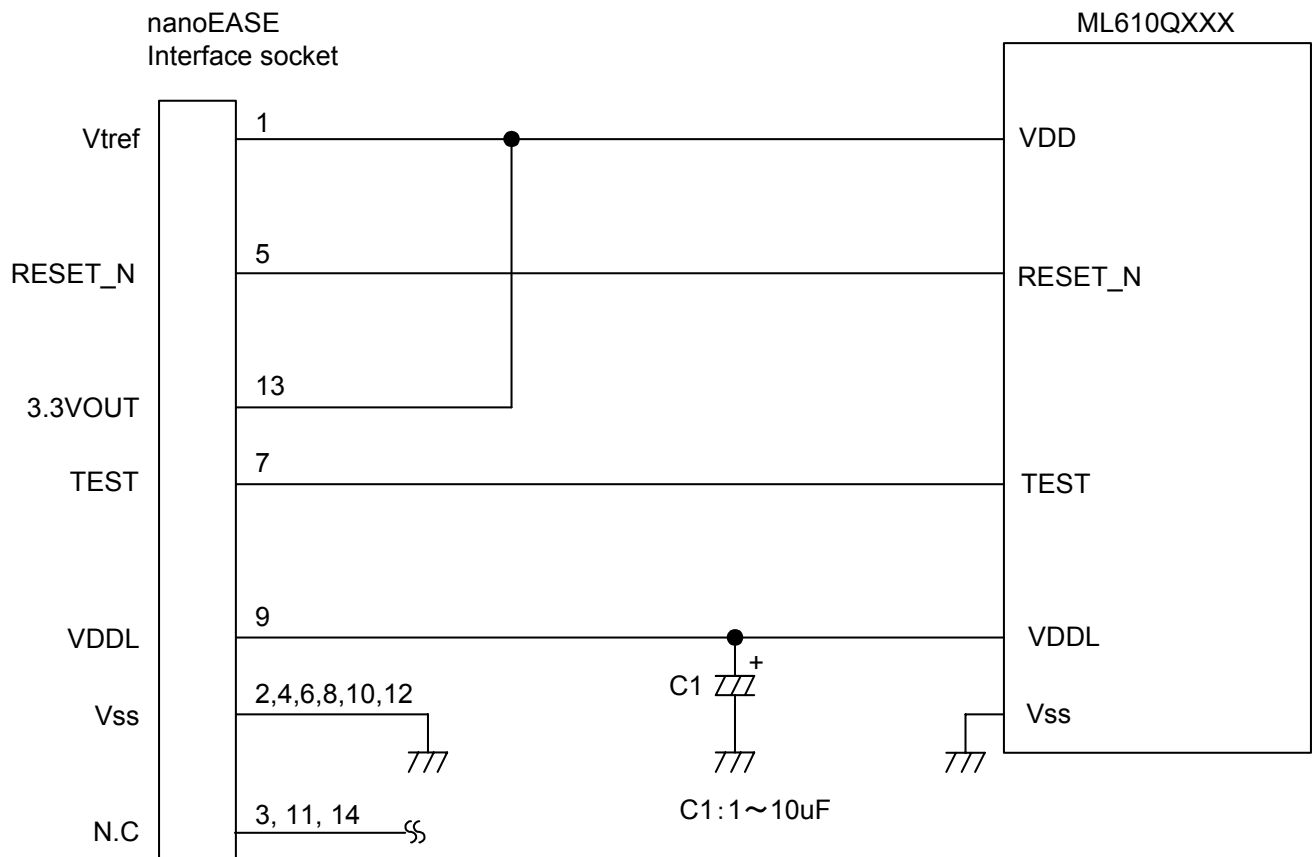 nanoEASE
Interface socket
ML610QXXX
Vtref
1
VDD
RESET_N
5
RESET_N
3.3VOUT
13
TEST
7
TEST
VDDL
9
VDDL
C1
+
Vss
2,4,6,8,10,12
Vss
C1:1～10uF
N.C
3, 11, 14